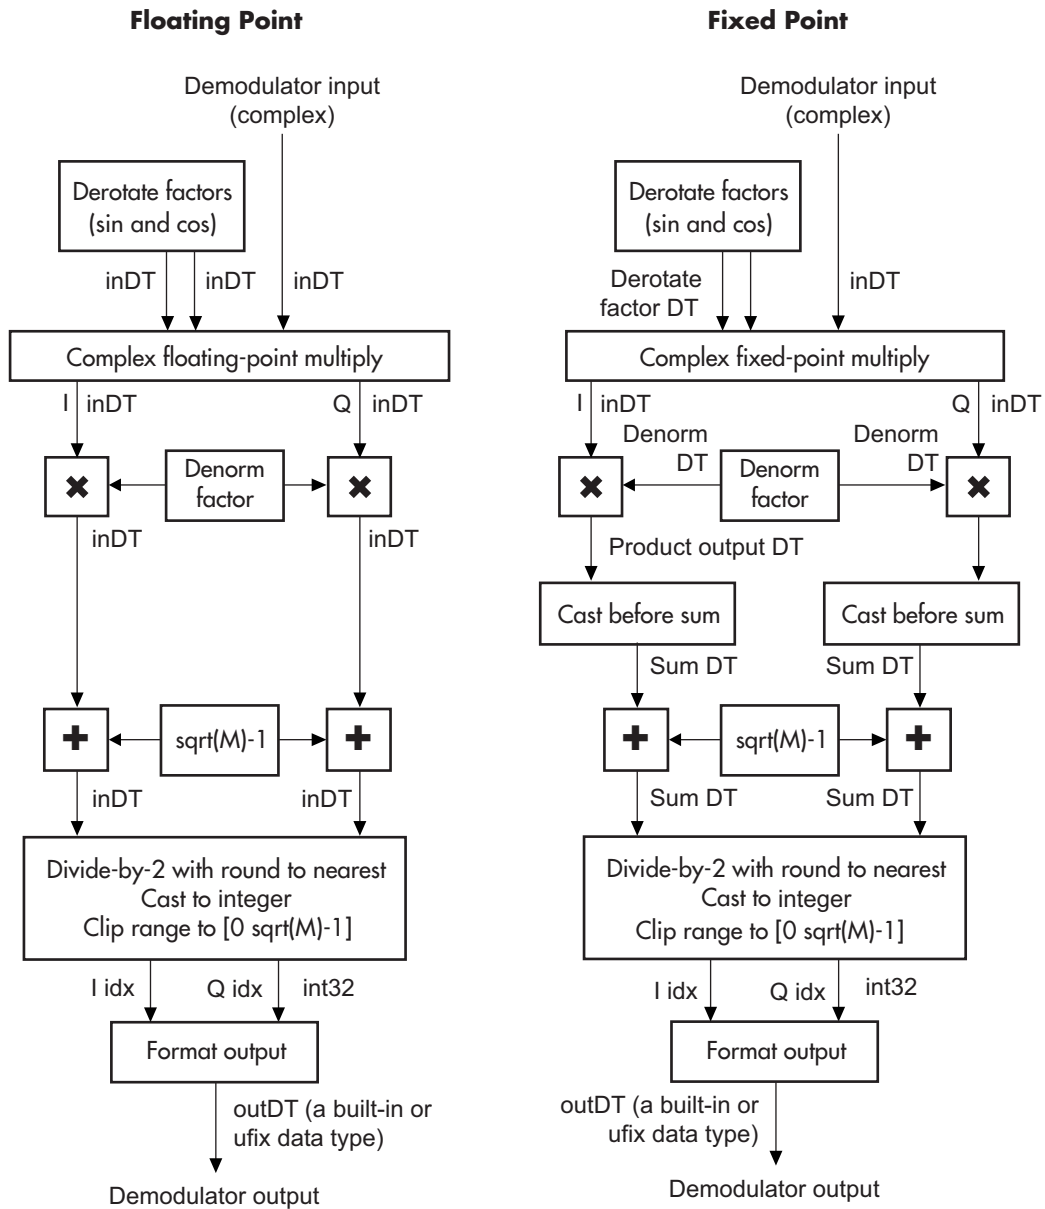 Floating Point
Demodulator input
(complex)
Derotate factors
(sin and cos)
inDT
inDT
inDT
Complex floating-point multiply
I
inDT
Q
inDT
Denorm
factor
inDT
inDT
sqrt(M)-1
inDT
inDT
Divide-by-2 with round to nearest
Cast to integer
Clip range to [0 sqrt(M)-1]
I idx
Q idx
int32
Format output
outDT (a built-in or
ufix data type)
Demodulator output
Fixed Point
Demodulator input
(complex)
Derotate factors
(sin and cos)
Derotate
factor DT
inDT
Complex fixed-point multiply
I
inDT
Q
inDT
Denorm
DT
Denorm
DT
Denorm
factor
Product output DT
Cast before sum
Cast before sum
Sum DT
Sum DT
sqrt(M)-1
Sum DT
Sum DT
Divide-by-2 with round to nearest
Cast to integer
Clip range to [0 sqrt(M)-1]
I idx
Q idx
int32
Format output
outDT (a built-in or
ufix data type)
Demodulator output